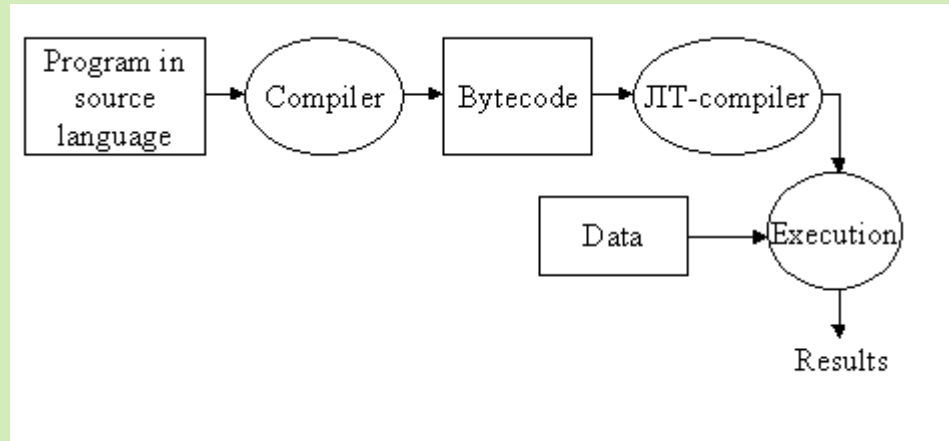 Program in
source
language
Compiler
Bytecode
JIT-compiler
Data
Execution
Results